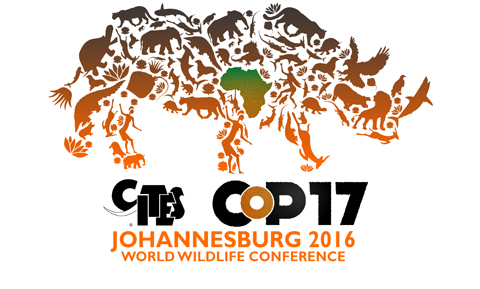 CITES COP17
JOHANNESBURG 2016
WORLD WILDLIFE CONFERENCE